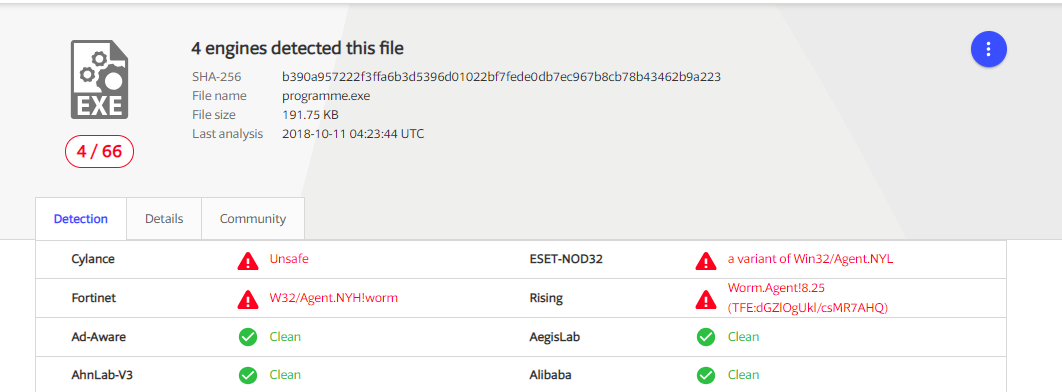 4 engines detected this file
SHA-256 b390a957222f3ffa6b3d5396d01022bf7fede0db7ec967b8cb78b43462b9a223
File name programme.exe
File size 191.75 KB
Last analysis 2018-10-11 04:23:44 UTC
EXE
4 / 66
Detection Details Community
Cylance Unsafe ESET-NOD32 a variant of Win32/Agent.NYL
Fortinet W32/Agent.NYH!worm Rising Worm.Agent!8.25
(TFE:dGZlOgUkl/csMR7AHQ)
Ad-Aware Clean AegisLab Clean
AhnLab-V3 Clean Alibaba Clean